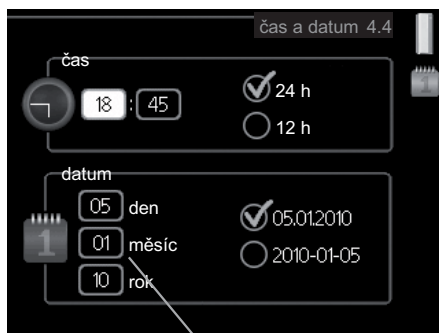 čas a datum 4.4
1
čas
18 : 45
24 h
12 h
datum
1
05 den
01 měsíc
10 rok
05.01.2010
2010-01-05